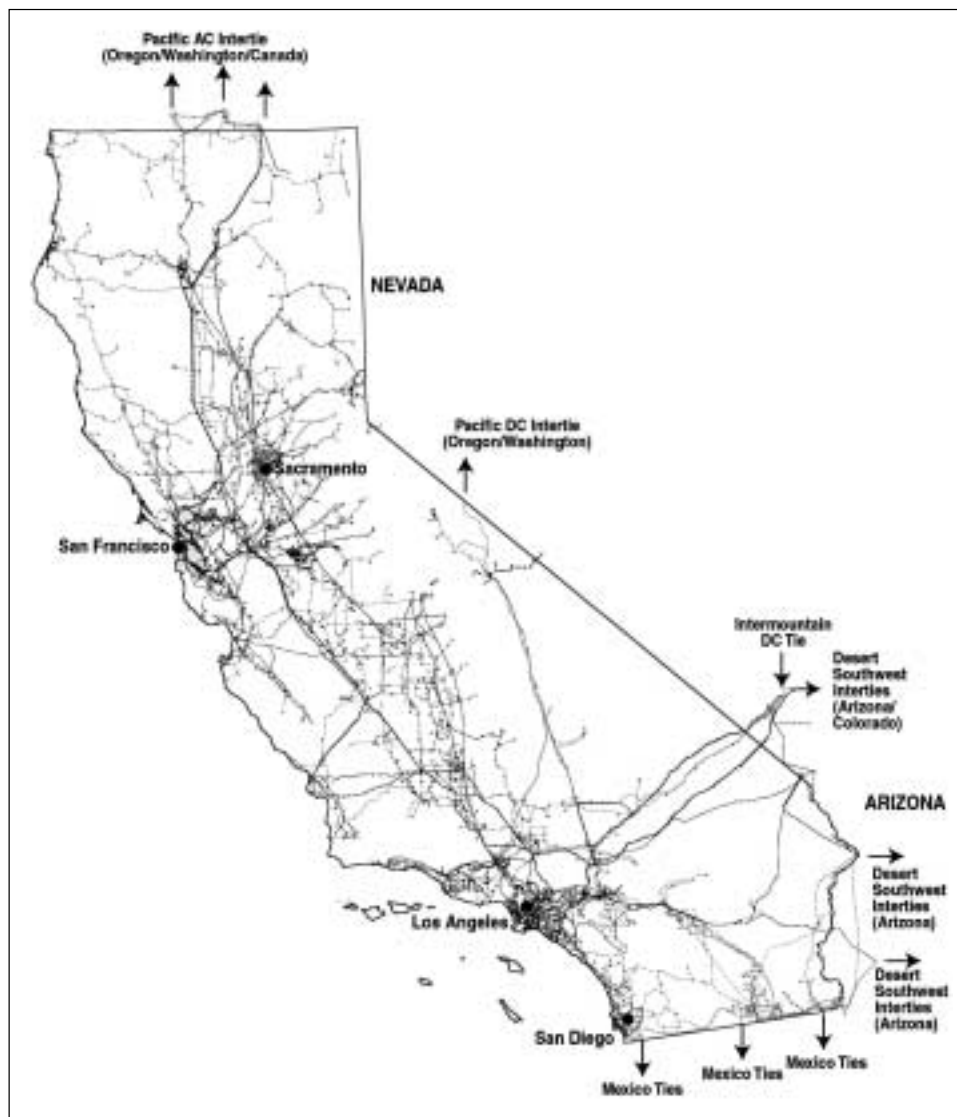 Pacific AC Intertie
(Oregon/Washington/Canada)
NEVADA
Pacific DC Intertie
(Oregon/Washington)
Sacramento
San Francisco
Intermountain
DC Tie
Desert
Southwest
Interties
(Arizona/
Colorado)
ARIZONA
Desert
Southwest
Interties
(Arizona)
Los Angeles
Desert
Southwest
Interties
(Arizona)
San Diego
Mexico Ties
Mexico Ties
Mexico Ties